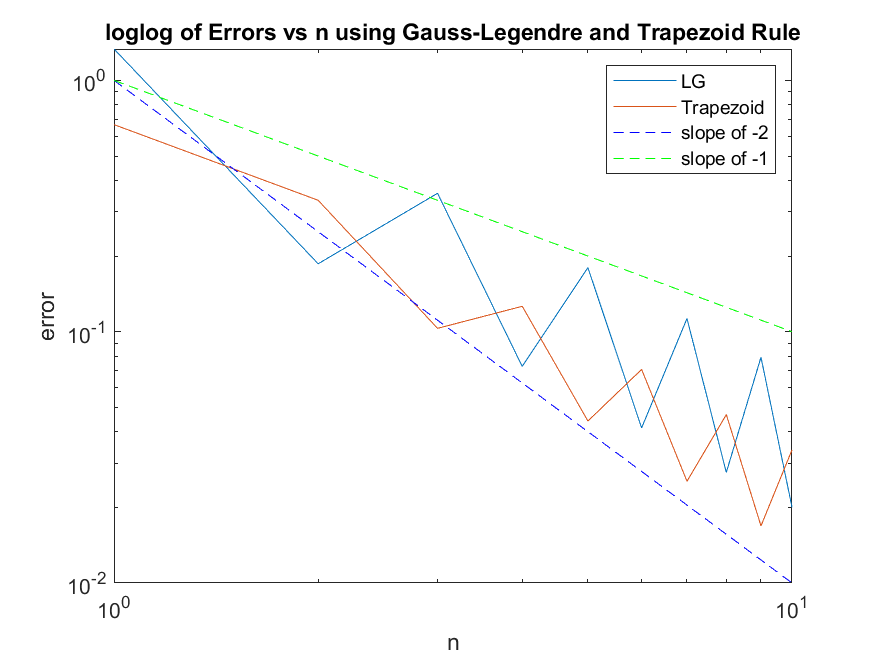 loglog of Errors vs n using Gauss-Legendre and Trapezoid Rule
LG
Trapezoid
slope of -2
slope of -1
error
10^0
10^-1
10^-2
10^0
10^1
n